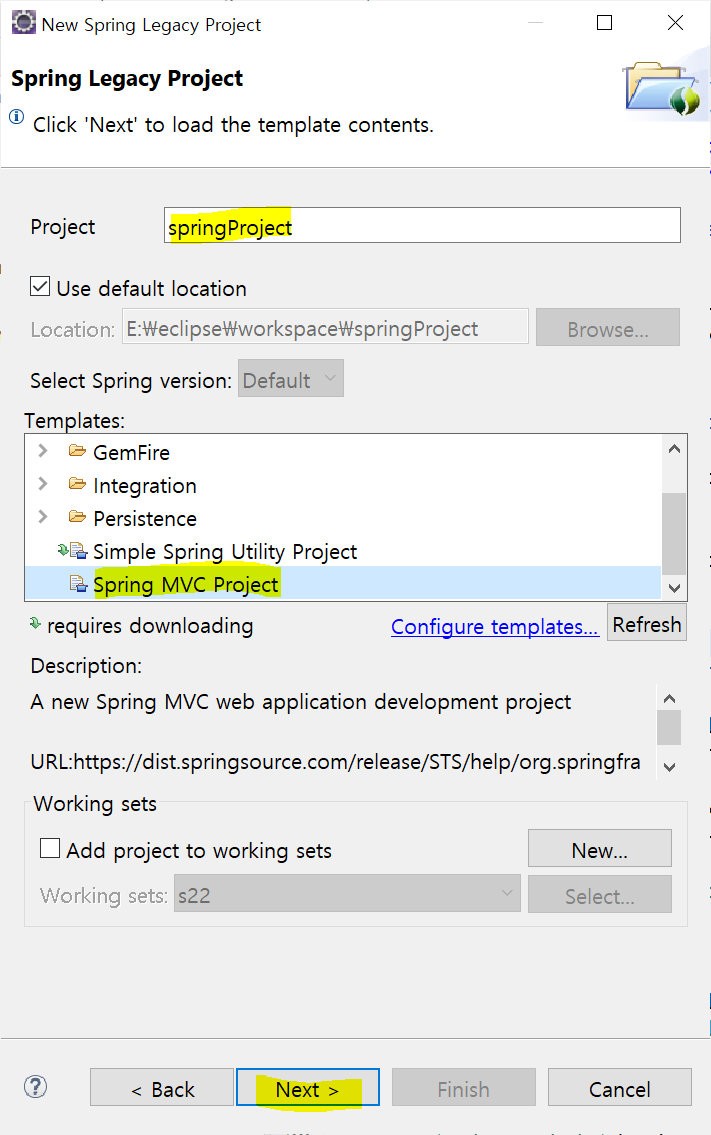 New Spring Legacy Project
Spring Legacy Project
Click 'Next' to load the template contents.
Project
springProject
Use default location
Location:
E:₩eclipse₩workspace₩springProject
Browse...
Select Spring version:
Default
Templates:
GemFire
Integration
Persistence
Simple Spring Utility Project
Spring MVC Project
requires downloading
Configure templates...
Refresh
Description:
A new Spring MVC web application development project
URL:https://dist.springsource.com/release/STS/help/org.springfra
Working sets
Add project to working sets
New...
Working sets:
s22
Select...
< Back
Next >
Finish
Cancel